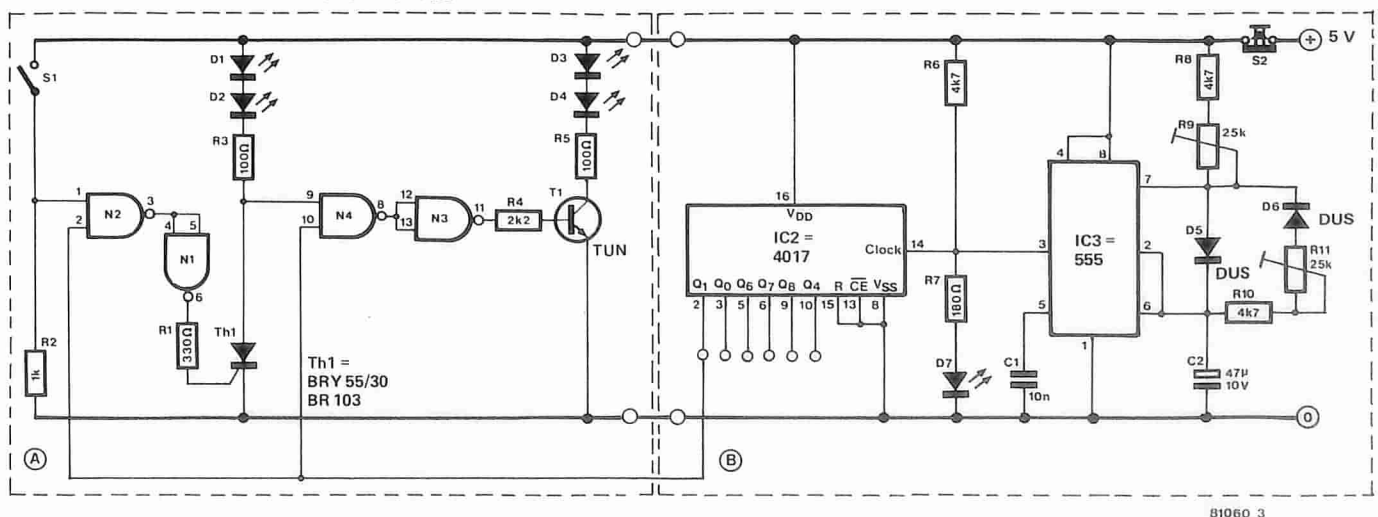 S1
D1
D2
R3
100Ω
D3
D4
R5
100Ω
T1
TUN
1
2
N2
3
4
5
N1
6
R1
330Ω
Th1
R2
1k
9
10
N4
8
12
13
N3
11
R4
2k2
Th1 =
BRY 55/30
BR 103
A
16
VDD
IC2 =
4017
Clock
14
Q1 Q0 Q6 Q7 Q8 Q4 R CE VSS
2 3 5 6 9 10 15 13 8
R6
4k7
R7
180Ω
D7
4
8
3
IC3 =
555
7
2
6
5
1
C1
10n
R8
4k7
R9
25k
S2
+ 5 V
D5
DUS
D6
DUS
R11
25k
R10
4k7
C2
47µ
10V
0
B
81060 3